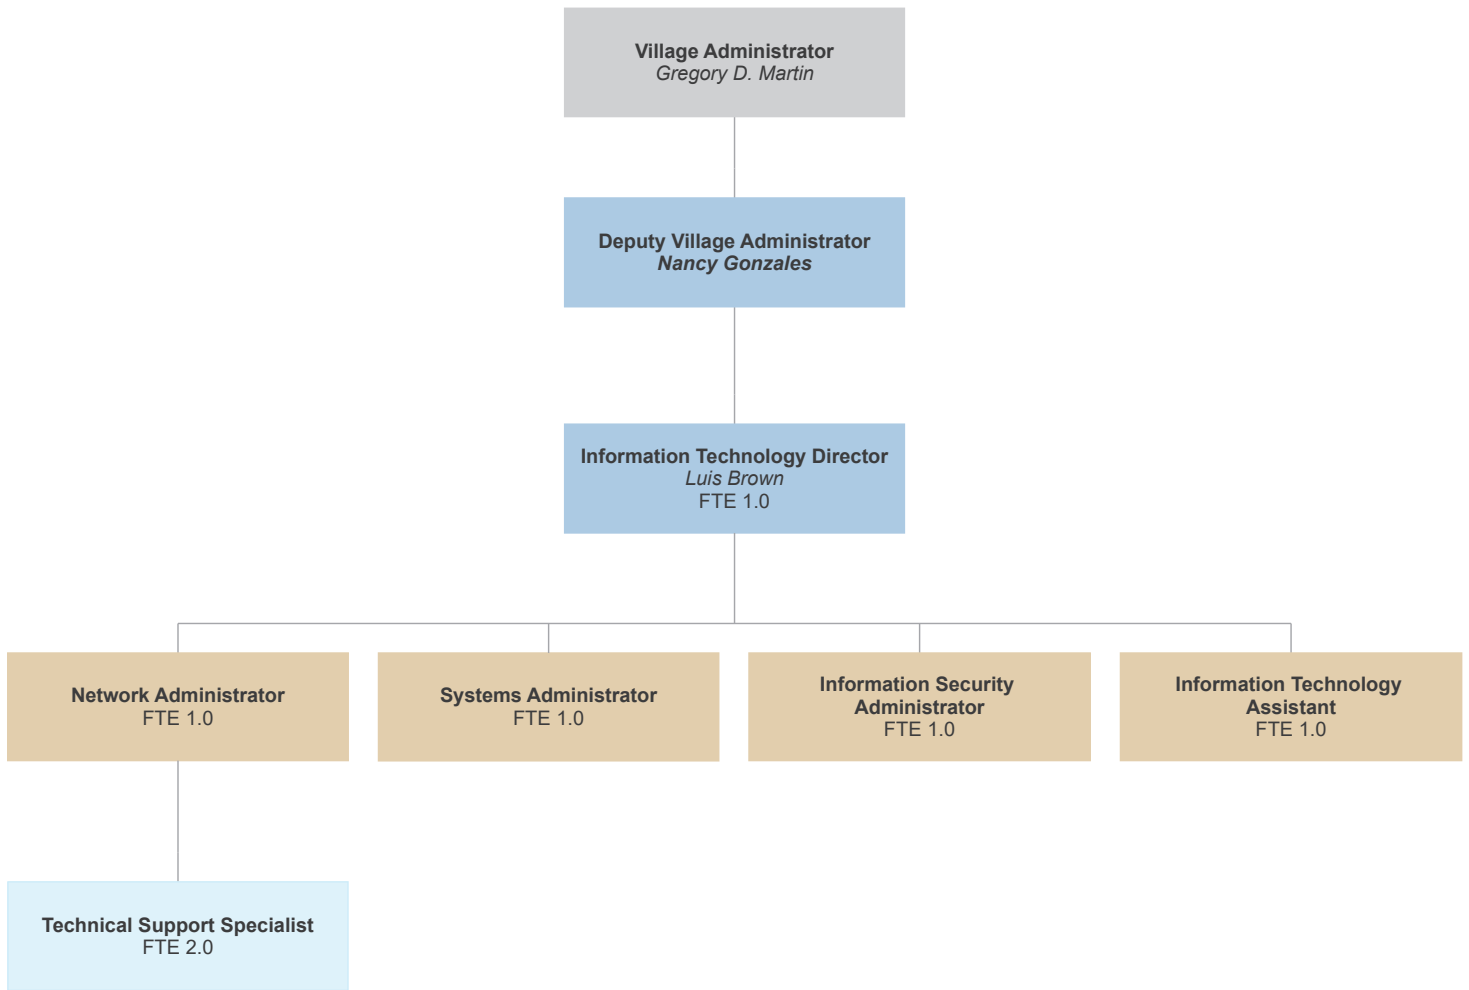 Village Administrator
Gregory D. Martin
Deputy Village Administrator
Nancy Gonzales
Information Technology Director
Luis Brown
FTE 1.0
Network Administrator
FTE 1.0
Systems Administrator
FTE 1.0
Information Security
Administrator
FTE 1.0
Information Technology
Assistant
FTE 1.0
Technical Support Specialist
FTE 2.0